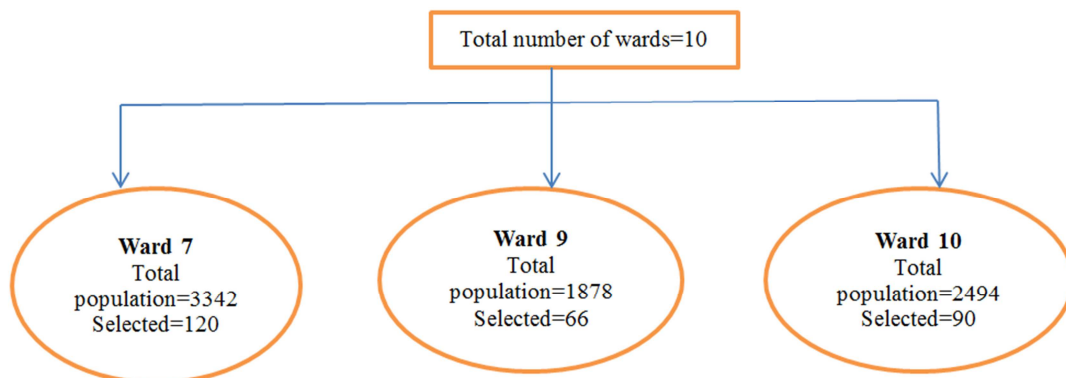 Total number of wards=10
Ward 7
Total
population=3342
Selected=120
Ward 9
Total
population=1878
Selected=66
Ward 10
Total
population=2494
Selected=90